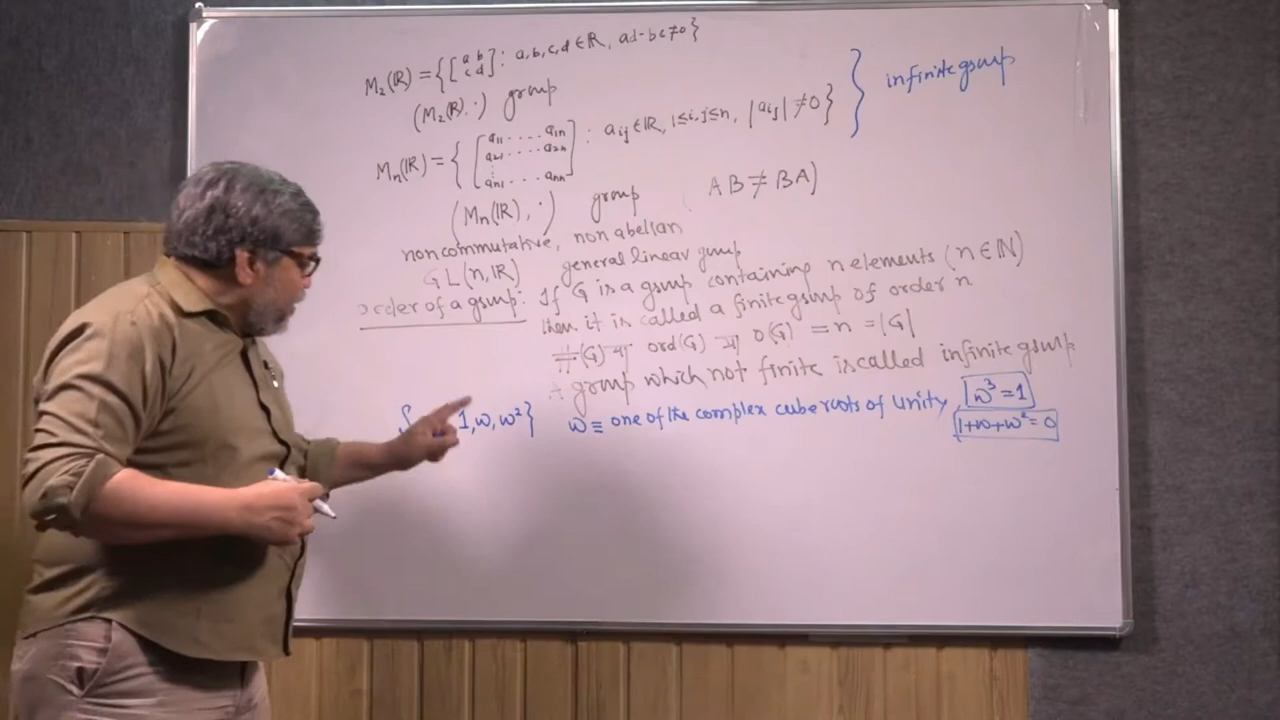 M₂(ℝ) = {[a b c d] : a, b, c, d ∈ ℝ, ad-bc≠0}
(M₂(ℝ), ·) group
Mₙ(ℝ) = {[a₁₁ .... a₁ₙ
a₂₁ .... a₂ₙ
⋮
aₙ₁ ... aₙₙ] : aᵢⱼ ∈ ℝ, 1≤i,j≤n, |aᵢⱼ| ≠0}
} infinite group
(Mₙ(ℝ), ·) group (AB ≠ BA)
noncommutative, non abelian
GL(n, ℝ) general linear group
order of a group: If G is a group containing n elements (n ∈ ℕ)
then it is called a finite group of order n
#(G) या ord(G) या o(G) = n = |G|
A group which not finite is called infinite group
1, ω, ω²} ω ≡ one of the complex cube roots of unity, ω³ = 1
1+ω+ω² = 0